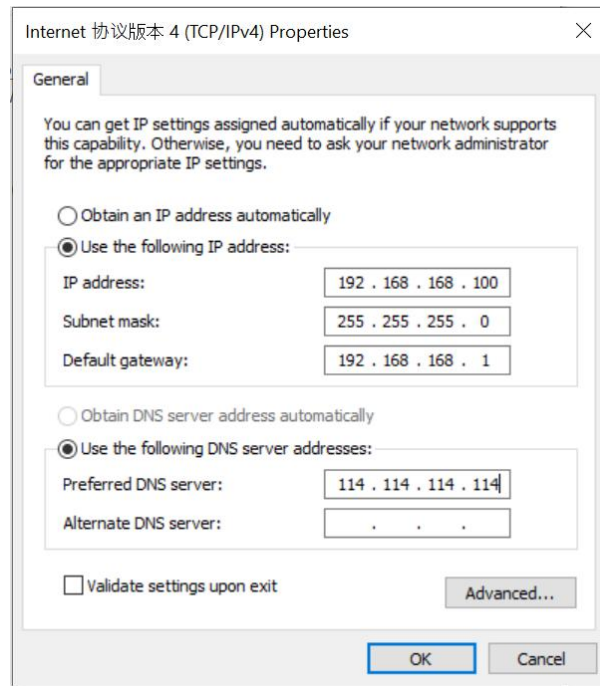 Internet 协议版本 4 (TCP/IPv4) Properties
General
You can get IP settings assigned automatically if your network supports
this capability. Otherwise, you need to ask your network administrator
for the appropriate IP settings.
Obtain an IP address automatically
Use the following IP address:
IP address: 192 . 168 . 168 . 100
Subnet mask: 255 . 255 . 255 . 0
Default gateway: 192 . 168 . 168 . 1
Obtain DNS server address automatically
Use the following DNS server addresses:
Preferred DNS server: 114 . 114 . 114 . 114
Alternate DNS server: . . .
Validate settings upon exit
Advanced...
OK Cancel